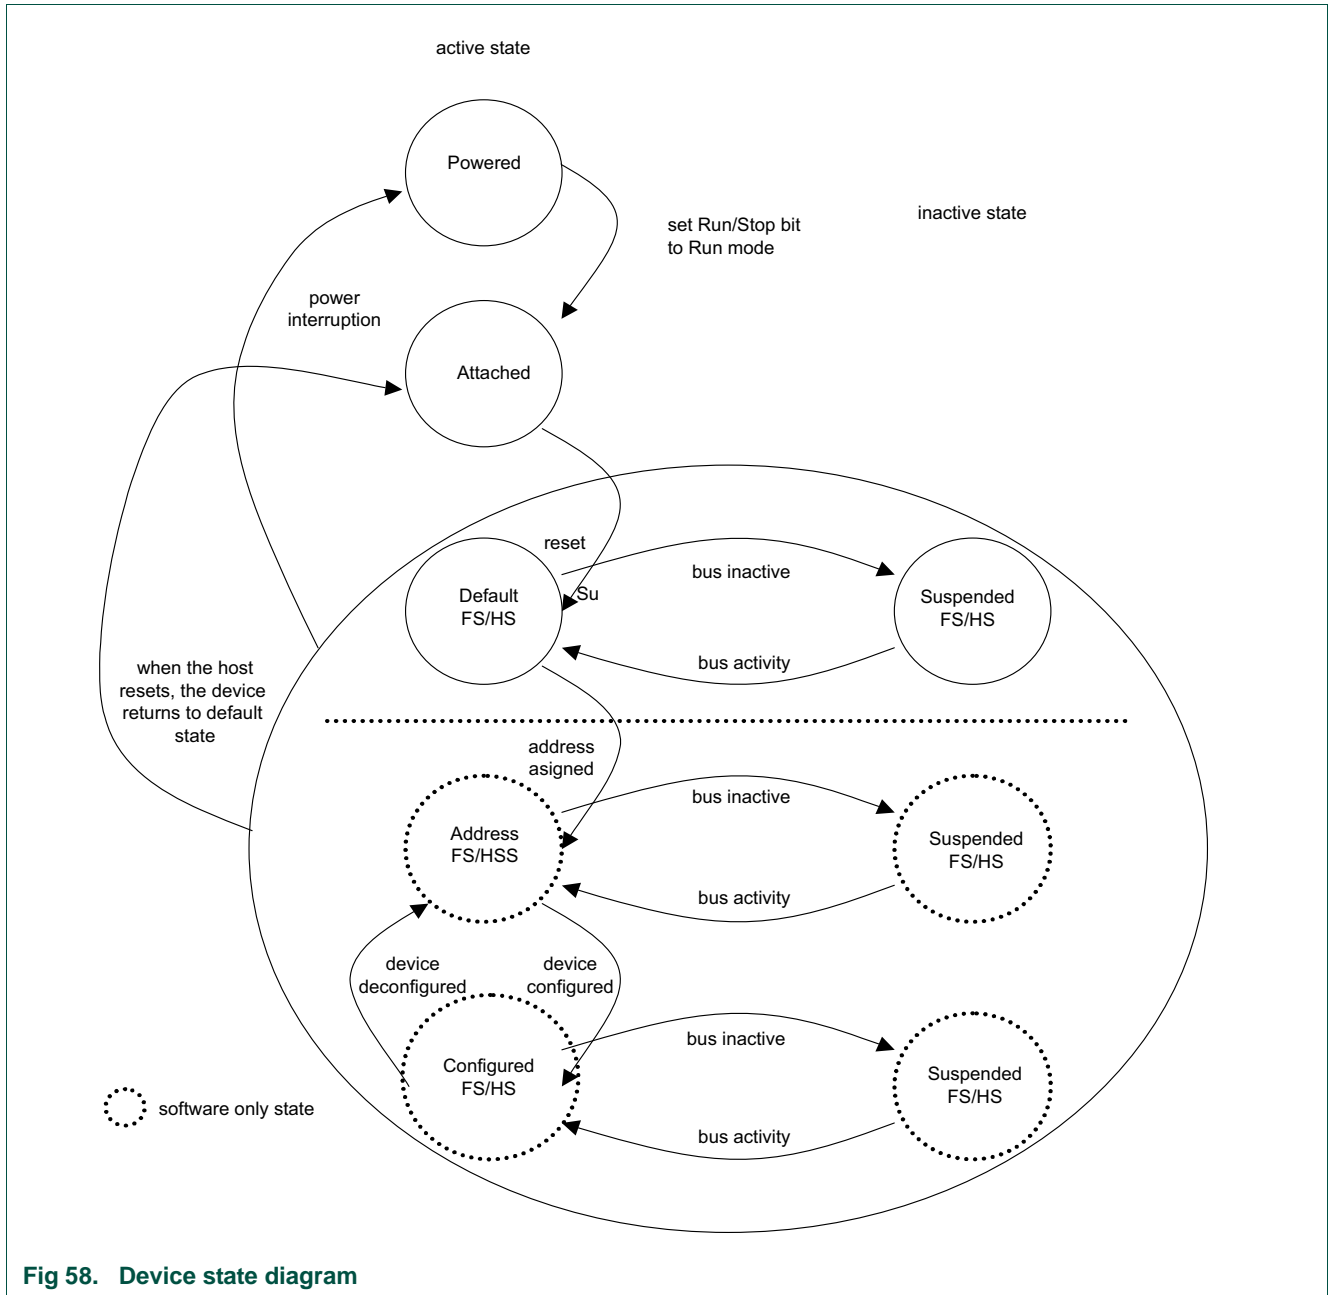 active state
Powered
inactive state
set Run/Stop bit
to Run mode
power
interruption
Attached
reset
bus inactive
Su
Default
FS/HS
Suspended
FS/HS
bus activity
when the host
resets, the device
returns to default
state
address
asigned
bus inactive
Address
FS/HSS
Suspended
FS/HS
bus activity
device
deconfigured
device
configured
bus inactive
Configured
FS/HS
Suspended
FS/HS
software only state
bus activity
Fig 58. Device state diagram